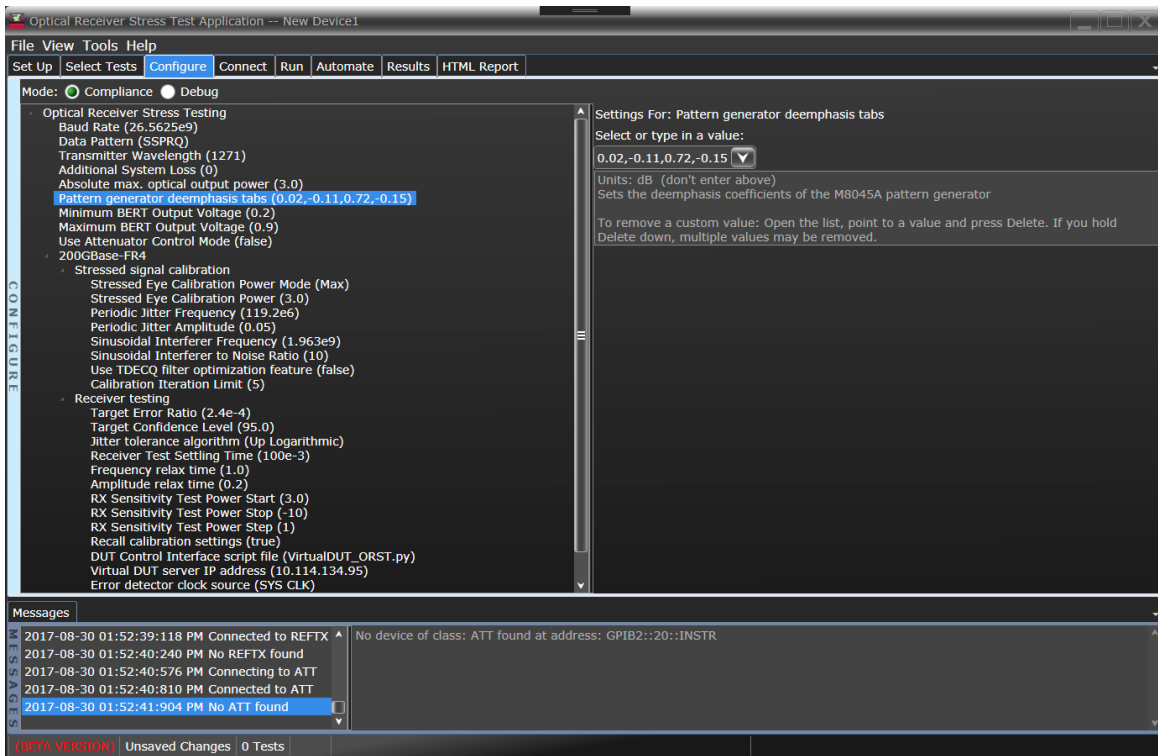 Optical Receiver Stress Test Application -- New Device1
File View Tools Help
Set Up Select Tests Configure Connect Run Automate Results HTML Report
Mode: Compliance Debug
Optical Receiver Stress Testing
Baud Rate (26.5625e9)
Data Pattern (SSPRQ)
Transmitter Wavelength (1271)
Additional System Loss (0)
Absolute max. optical output power (3.0)
Pattern generator deemphasis tabs (0.02,-0.11,0.72,-0.15)
Minimum BERT Output Voltage (0.2)
Maximum BERT Output Voltage (0.9)
Use Attenuator Control Mode (false)
200GBase-FR4
Stressed signal calibration
Stressed Eye Calibration Power Mode (Max)
Stressed Eye Calibration Power (3.0)
Periodic Jitter Frequency (119.2e6)
Periodic Jitter Amplitude (0.05)
Sinusoidal Interferer Frequency (1.963e9)
Sinusoidal Interferer to Noise Ratio (10)
Use TDECQ filter optimization feature (false)
Calibration Iteration Limit (5)
Receiver testing
Target Error Ratio (2.4e-4)
Target Confidence Level (95.0)
Jitter tolerance algorithm (Up Logarithmic)
Receiver Test Settling Time (100e-3)
Frequency relax time (1.0)
Amplitude relax time (0.2)
RX Sensitivity Test Power Start (3.0)
RX Sensitivity Test Power Stop (-10)
RX Sensitivity Test Power Step (1)
Recall calibration settings (true)
DUT Control Interface script file (VirtualDUT_ORST.py)
Virtual DUT server IP address (10.114.134.95)
Error detector clock source (SYS CLK)
CONFIGURE
Settings For: Pattern generator deemphasis tabs
Select or type in a value:
0.02,-0.11,0.72,-0.15
Units: dB (don't enter above)
Sets the deemphasis coefficients of the M8045A pattern generator
To remove a custom value: Open the list, point to a value and press Delete. If you hold
Delete down, multiple values may be removed.
Messages
MESSAGES
2017-08-30 01:52:39:118 PM Connected to REFTX
2017-08-30 01:52:40:240 PM No REFTX found
2017-08-30 01:52:40:576 PM Connecting to ATT
2017-08-30 01:52:40:810 PM Connected to ATT
2017-08-30 01:52:41:904 PM No ATT found
No device of class: ATT found at address: GPIB2::20::INSTR
(BETA VERSION) Unsaved Changes 0 Tests